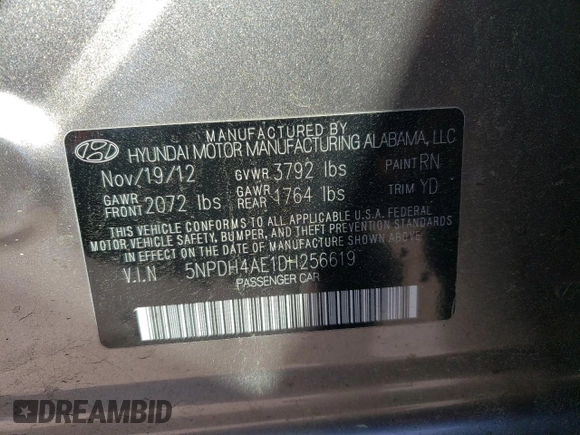 MANUFACTURED BY
HYUNDAI MOTOR MANUFACTURING ALABAMA, LLC
Nov/19/12 GVWR 3792 lbs PAINT RN
GAWR FRONT 2072 lbs GAWR REAR 1764 lbs TRIM YD
THIS VEHICLE CONFORMS TO ALL APPLICABLE U.S.A. FEDERAL
MOTOR VEHICLE SAFETY, BUMPER, AND THEFT PREVENTION
STANDARDS IN EFFECT ON THE DATE OF MANUFACTURE SHOWN ABOVE.
V.I.N 5NPDH4AE1DH256619
PASSENGER CAR
DREAMBID